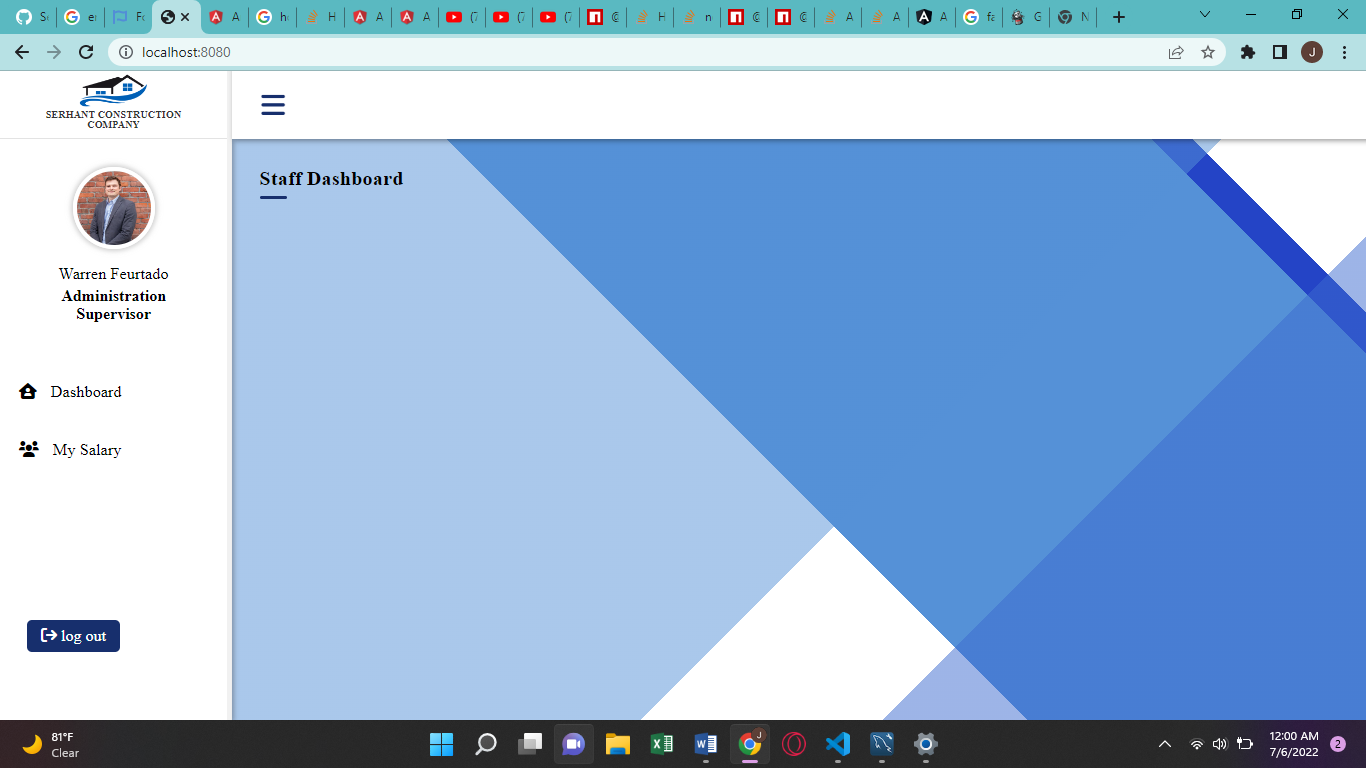 localhost:8080
J
SERHANT CONSTRUCTION
COMPANY
Staff Dashboard
Warren Feurtado
Administration
Supervisor
Dashboard
My Salary
log out
81°F
Clear
J
12:00 AM
7/6/2022
2